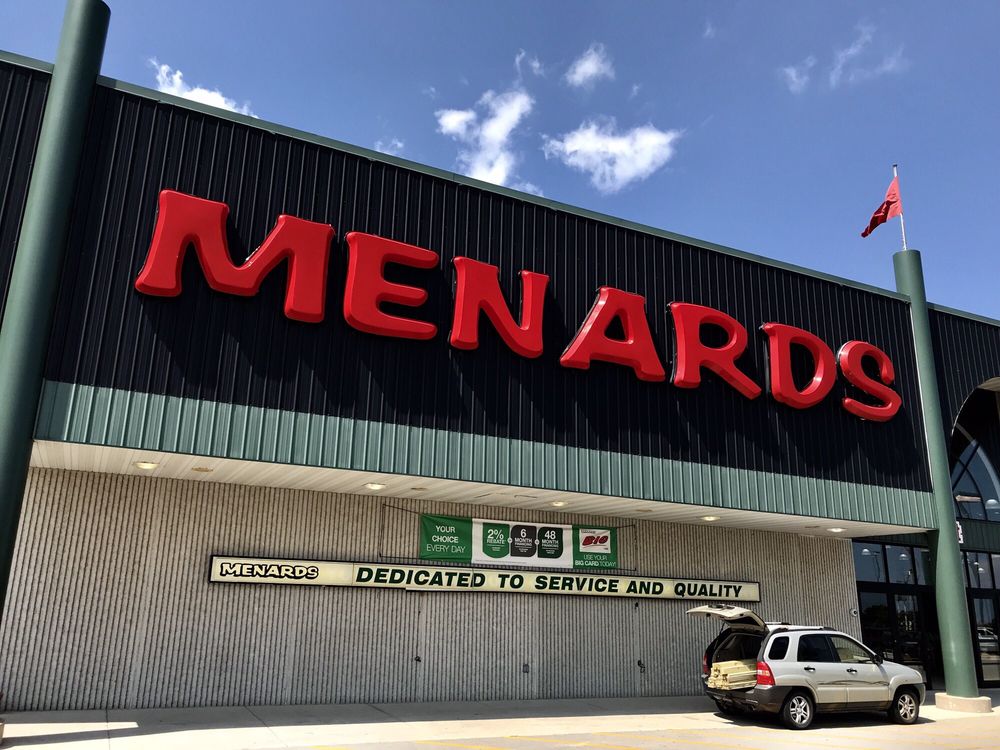 MENARDS
YOUR
CHOICE
EVERY DAY
2%
REBATE
6
MONTH
48
MONTH
BIG
USE YOUR
BIG CARD TODAY!
MENARDS
DEDICATED TO SERVICE AND QUALITY